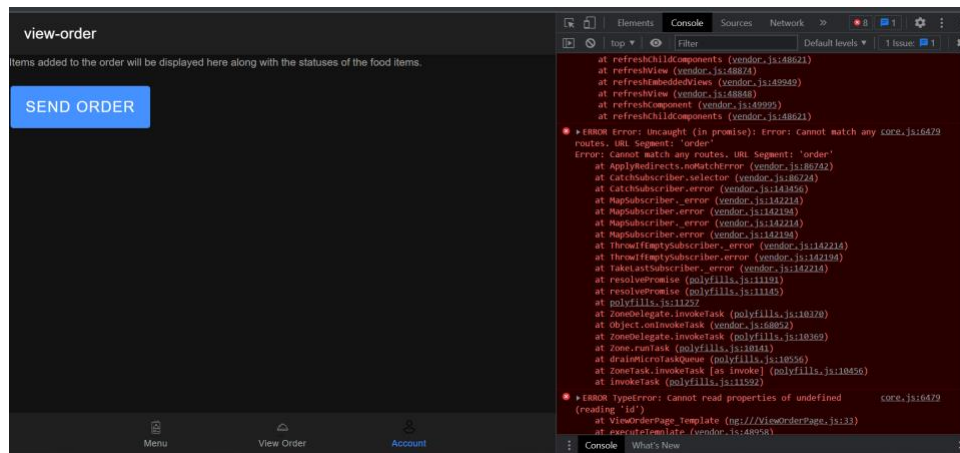 view-order
Items added to the order will be displayed here along with the statuses of the food items.
SEND ORDER
Menu
View Order
Account
Elements Console Sources Network » 8 1
top ▼ Filter Default levels ▼ 1 Issue: 1
at refreshChildComponents (vendor.js:48621)
at refreshView (vendor.js:48874)
at refreshEmbeddedViews (vendor.js:49949)
at refreshView (vendor.js:48848)
at refreshComponent (vendor.js:49995)
at refreshChildComponents (vendor.js:48621)
▶ERROR Error: Uncaught (in promise): Error: Cannot match any core.js:6479
routes. URL Segment: 'order'
Error: Cannot match any routes. URL Segment: 'order'
at ApplyRedirects.noMatchError (vendor.js:86742)
at CatchSubscriber.selector (vendor.js:86724)
at CatchSubscriber.error (vendor.js:143456)
at MapSubscriber._error (vendor.js:142214)
at MapSubscriber.error (vendor.js:142194)
at MapSubscriber._error (vendor.js:142214)
at MapSubscriber.error (vendor.js:142194)
at ThrowIfEmptySubscriber._error (vendor.js:142214)
at ThrowIfEmptySubscriber.error (vendor.js:142194)
at TakeLastSubscriber._error (vendor.js:142214)
at resolvePromise (polyfills.js:11191)
at resolvePromise (polyfills.js:11145)
at polyfills.js:11257
at ZoneDelegate.invokeTask (polyfills.js:10370)
at Object.onInvokeTask (vendor.js:68052)
at ZoneDelegate.invokeTask (polyfills.js:10369)
at Zone.runTask (polyfills.js:10141)
at drainMicroTaskQueue (polyfills.js:10556)
at ZoneTask.invokeTask [as invoke] (polyfills.js:10456)
at invokeTask (polyfills.js:11592)
▶ERROR TypeError: Cannot read properties of undefined core.js:6479
(reading 'id')
at ViewOrderPage_Template (ng:///ViewOrderPage.js:33)
at executeTemplate (vendor.js:48958)
Console What's New